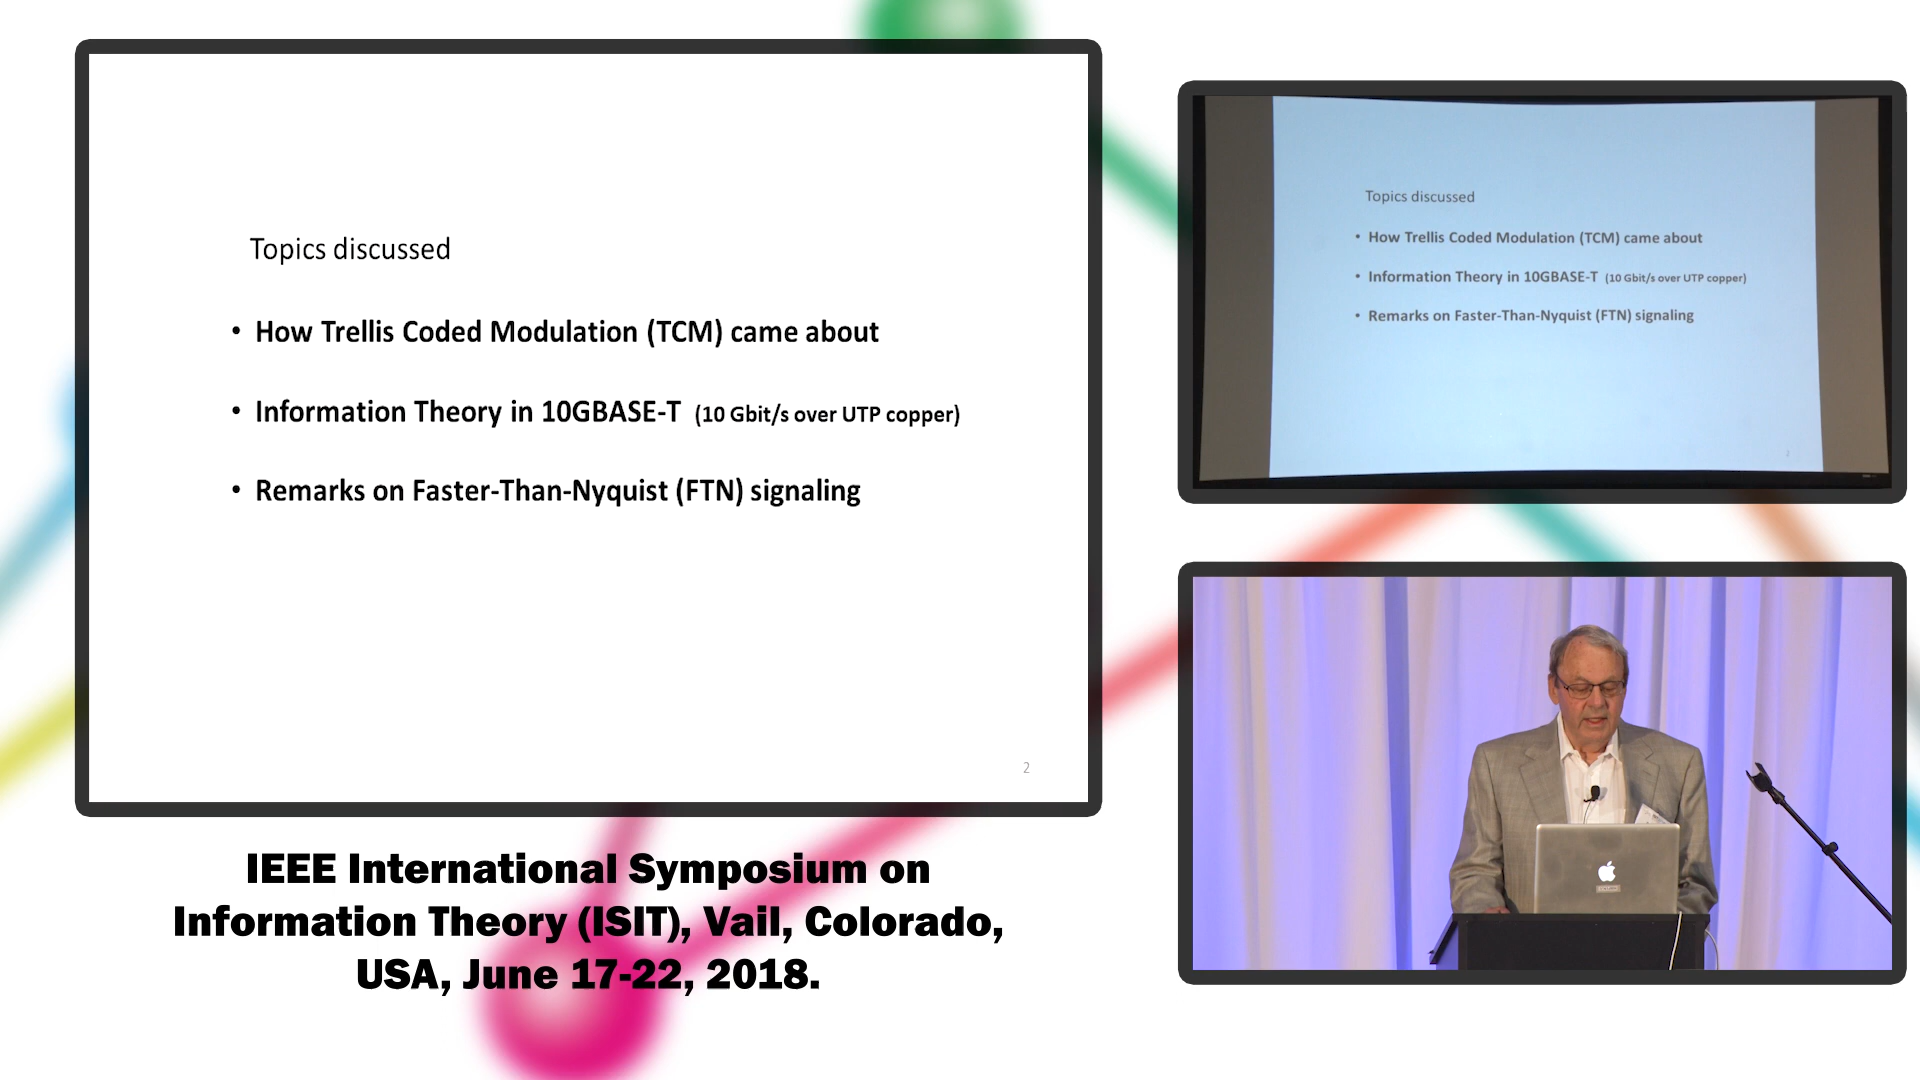 Topics discussed
• How Trellis Coded Modulation (TCM) came about
• Information Theory in 10GBASE-T (10 Gbit/s over UTP copper)
• Remarks on Faster-Than-Nyquist (FTN) signaling
2
IEEE International Symposium on
Information Theory (ISIT), Vail, Colorado,
USA, June 17-22, 2018.
Topics discussed
• How Trellis Coded Modulation (TCM) came about
• Information Theory in 10GBASE-T (10 Gbit/s over UTP copper)
• Remarks on Faster-Than-Nyquist (FTN) signaling
2